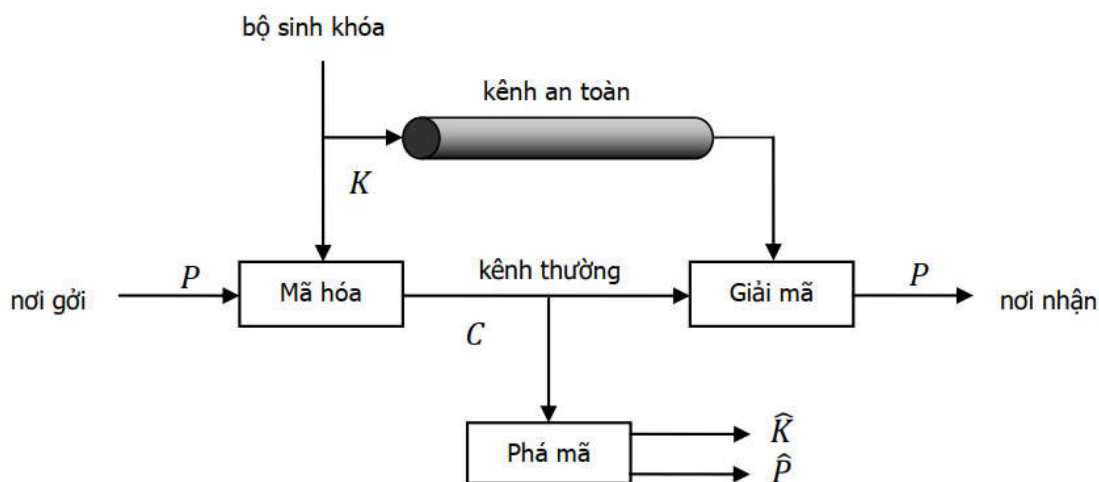 bộ sinh khóa
kênh an toàn
K
nơi gởi
P
Mã hóa
kênh thường
Giải mã
P
nơi nhận
C
Phá mã
K̂
P̂